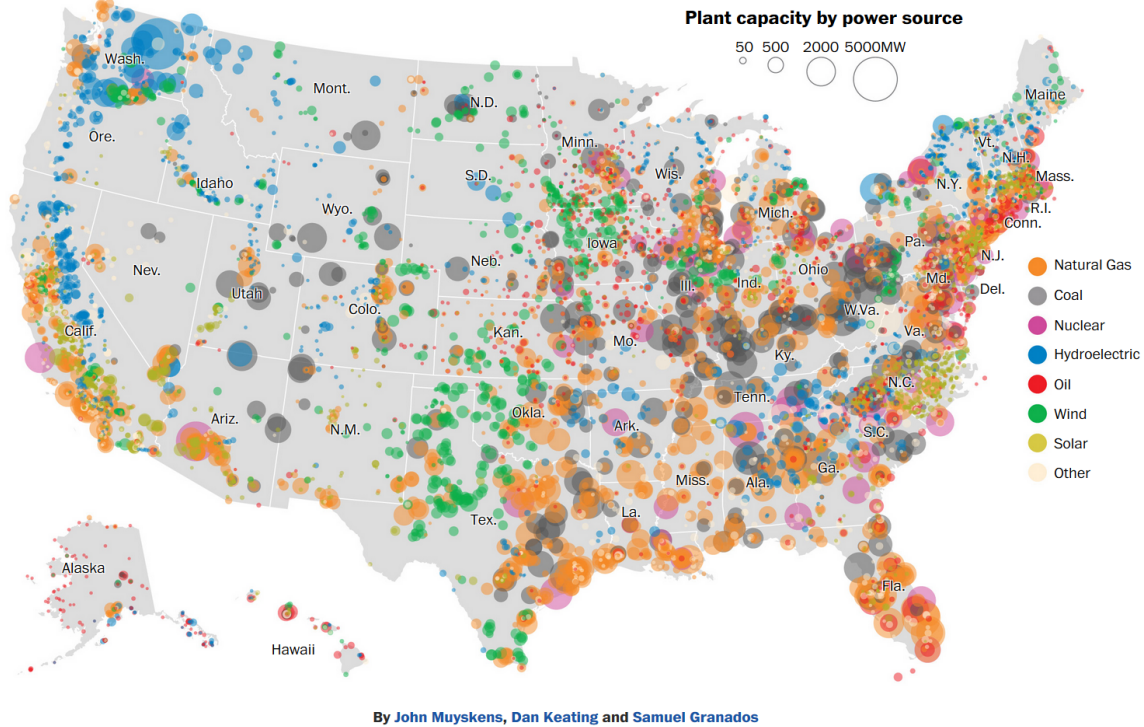 Plant capacity by power source
50 500 2000 5000MW
Wash.
Mont.
N.D.
Maine
Ore.
Minn.
Vt.
N.H.
Idaho
S.D.
Wis.
N.Y.
Mass.
Wyo.
Mich.
R.I.
Conn.
Iowa
Pa.
N.J.
Nev.
Neb.
Ohio
Utah
Ill.
Ind.
Md.
Del.
Colo.
W.Va.
Calif.
Kan.
Mo.
Va.
Ky.
N.C.
Tenn.
Ariz.
N.M.
Okla.
Ark.
S.C.
Miss.
Ala.
Ga.
Tex.
La.
Alaska
Fla.
Hawaii
Natural Gas
Coal
Nuclear
Hydroelectric
Oil
Wind
Solar
Other
By John Muyskens, Dan Keating and Samuel Granados